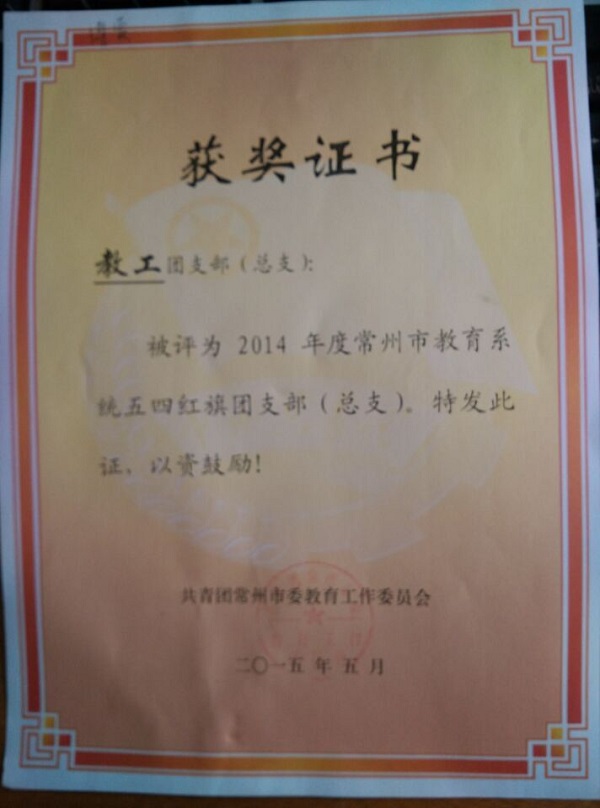 获奖证书
教工团支部（总支）：
被评为 2014 年度常州市教育系
统五四红旗团支部（总支）。特发此
证，以资鼓励！
共青团常州市委教育工作委员会
二〇一五年五月